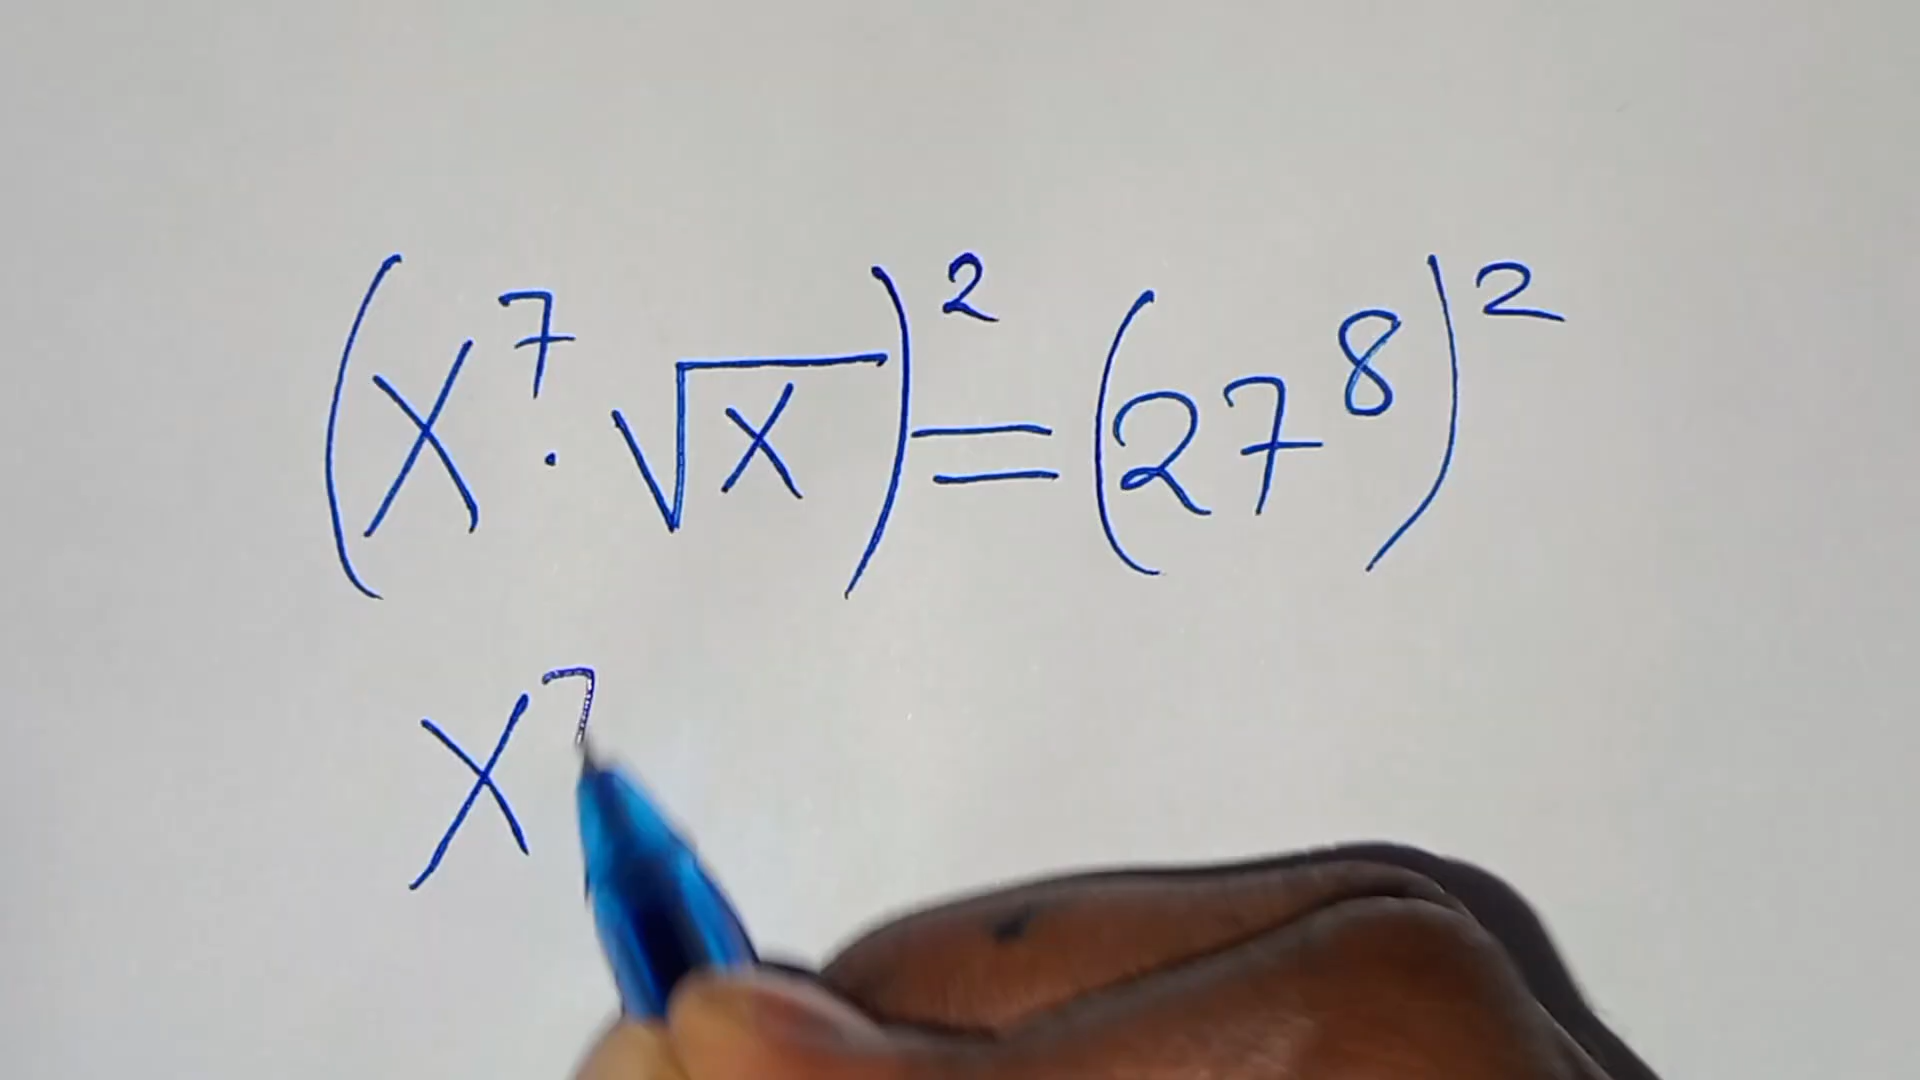 (X⁷ · √X)² = (27⁸)²
X⁷